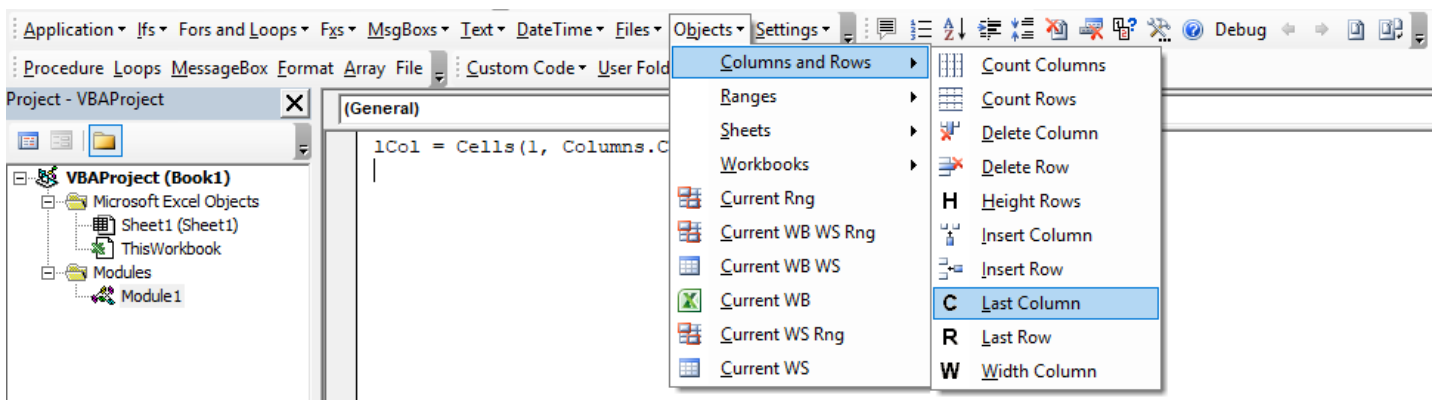 Application Ifs Fors and Loops Fxs MsgBoxs Text DateTime Files Objects Settings Debug
Procedure Loops MessageBox Format Array File Custom Code User Fold
Project - VBAProject
(General)
lCol = Cells(1, Columns.C
VBAProject (Book1)
Microsoft Excel Objects
Sheet1 (Sheet1)
ThisWorkbook
Modules
Module1
Columns and Rows
Ranges
Sheets
Workbooks
Current Rng
Current WB WS Rng
Current WB WS
Current WB
Current WS Rng
Current WS
Count Columns
Count Rows
Delete Column
Delete Row
H Height Rows
Insert Column
Insert Row
C Last Column
R Last Row
W Width Column